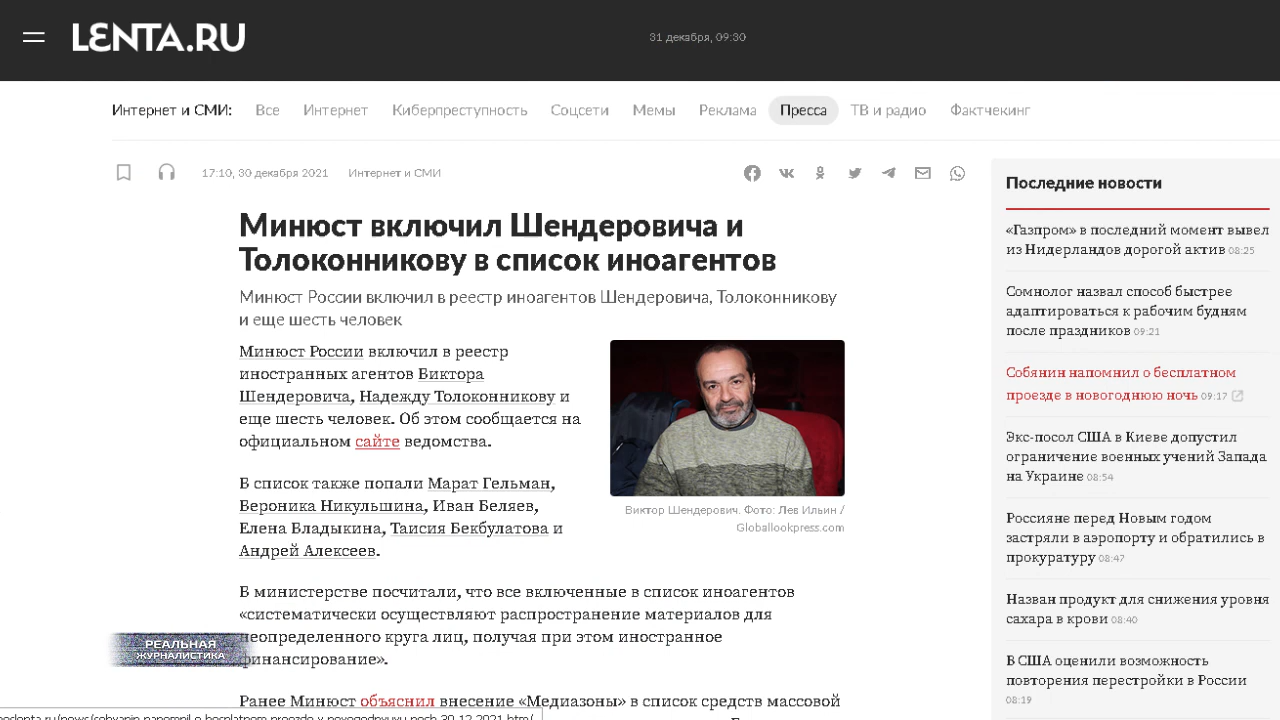 LENTA.RU
31 декабря, 09:30
Интернет и СМИ: Все Интернет Киберпреступность Соцсети Мемы Реклама Пресса ТВ и радио Фактчекинг
17:10, 30 декабря 2021 Интернет и СМИ
Минюст включил Шендеровича и
Толоконникову в список иноагентов
Минюст России включил в реестр иноагентов Шендеровича, Толоконникову
и еще шесть человек
Минюст России включил в реестр
иностранных агентов Виктора
Шендеровича, Надежду Толоконникову и
еще шесть человек. Об этом сообщается на
официальном сайте ведомства.
В список также попали Марат Гельман,
Вероника Никульшина, Иван Беляев,
Елена Владыкина, Таисия Бекбулатова и
Андрей Алексеев.
Виктор Шендерович. Фото: Лев Ильин /
Globallookpress.com
В министерстве посчитали, что все включенные в список иноагентов
«систематически осуществляют распространение материалов для
неопределенного круга лиц, получая при этом иностранное
финансирование».
Ранее Минюст объяснил внесение «Медиазоны» в список средств массовой
РЕАЛЬНАЯ
ЖУРНАЛИСТИКА
Последние новости
«Газпром» в последний момент вывел
из Нидерландов дорогой актив 08:25
Сомнолог назвал способ быстрее
адаптироваться к рабочим будням
после праздников 09:21
Собянин напомнил о бесплатном
проезде в новогоднюю ночь 09:17
Экс-посол США в Киеве допустил
ограничение военных учений Запада
на Украине 08:54
Россияне перед Новым годом
застряли в аэропорту и обратились в
прокуратуру 08:47
Назван продукт для снижения уровня
сахара в крови 08:40
В США оценили возможность
повторения перестройки в России
08:19